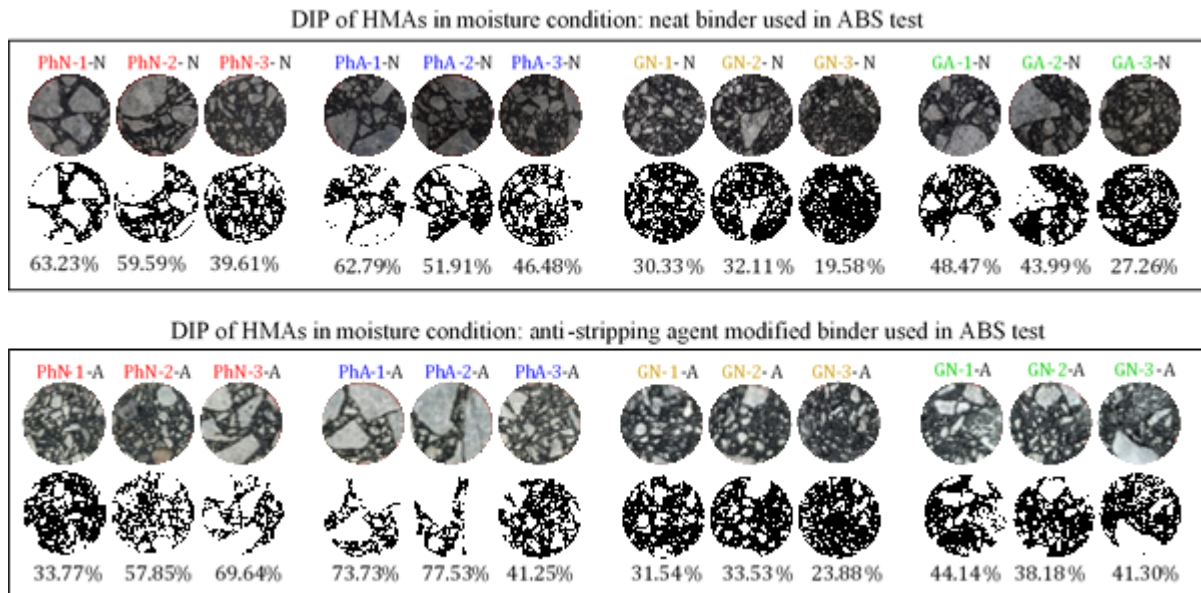 DIP of HMAs in moisture condition: neat binder used in ABS test
PhN-1-N PhN-2- N PhN-3- N PhA-1-N PhA-2-N PhA-3-N GN-1- N GN-2- N GN-3- N GA-1-N GA-2-N GA-3-N
63.23% 59.59% 39.61% 62.79% 51.91% 46.48% 30.33% 32.11% 19.58% 48.47% 43.99% 27.26%
DIP of HMAs in moisture condition: anti-stripping agent modified binder used in ABS test
PhN-1-A PhN-2-A PhN-3-A PhA-1-A PhA-2-A PhA-3-A GN-1-A GN-2- A GN-3-A GN-1-A GN-2-A GN-3-A
33.77% 57.85% 69.64% 73.73% 77.53% 41.25% 31.54% 33.53% 23.88% 44.14% 38.18% 41.30%